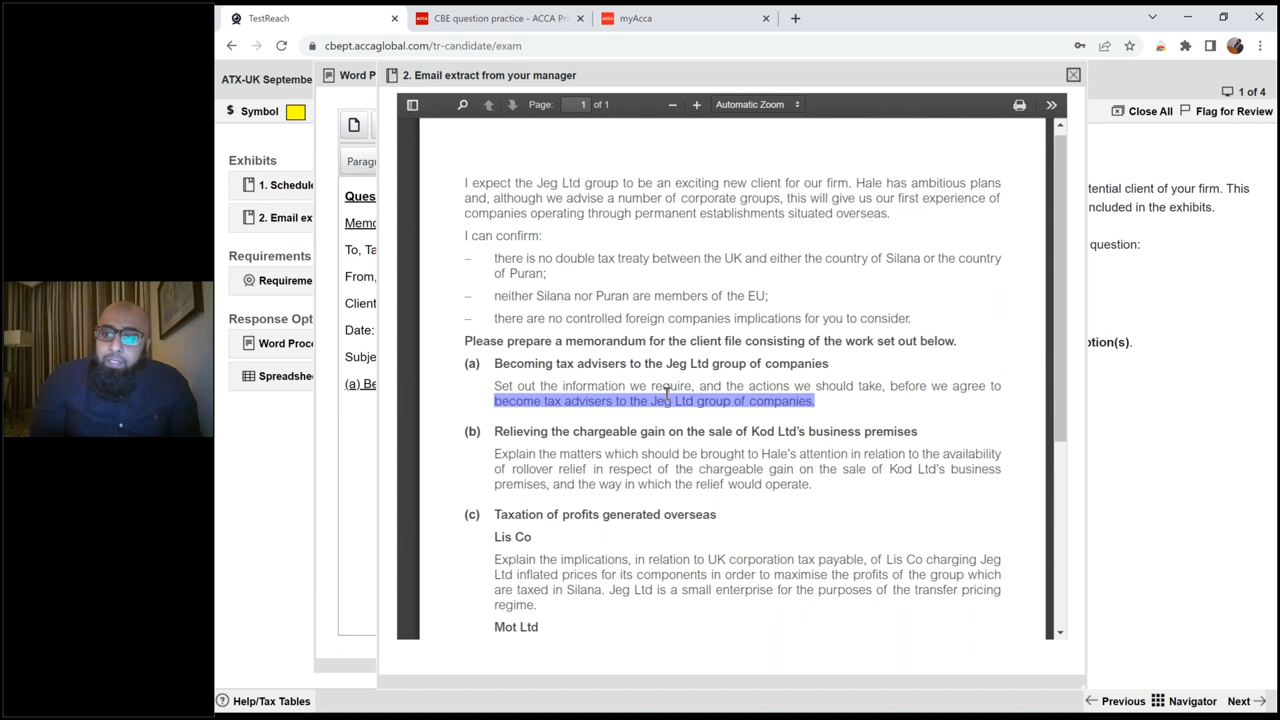 TestReach
CBE question practice - ACCA Pra
myAcca
cbept.accaglobal.com/tr-candidate/exam
ATX-UK Septembe
Word P
2. Email extract from your manager
1 of 4
$ Symbol
Page: 1 of 1
Automatic Zoom
Close All
Flag for Review
Exhibits
1. Schedule
2. Email ex
Requirements
Requireme
Response Opt
Word Proc
Spreadshe
Paragr
Ques
Memo
To, Ta
From,
Client
Date:
Subje
(a) Be
I expect the Jeg Ltd group to be an exciting new client for our firm. Hale has ambitious plans
and, although we advise a number of corporate groups, this will give us our first experience of
companies operating through permanent establishments situated overseas.
I can confirm:
– there is no double tax treaty between the UK and either the country of Silana or the country
of Puran;
– neither Silana nor Puran are members of the EU;
– there are no controlled foreign companies implications for you to consider.
Please prepare a memorandum for the client file consisting of the work set out below.
(a) Becoming tax advisers to the Jeg Ltd group of companies
Set out the information we require, and the actions we should take, before we agree to
become tax advisers to the Jeg Ltd group of companies.
(b) Relieving the chargeable gain on the sale of Kod Ltd's business premises
Explain the matters which should be brought to Hale's attention in relation to the availability
of rollover relief in respect of the chargeable gain on the sale of Kod Ltd's business
premises, and the way in which the relief would operate.
(c) Taxation of profits generated overseas
Lis Co
Explain the implications, in relation to UK corporation tax payable, of Lis Co charging Jeg
Ltd inflated prices for its components in order to maximise the profits of the group which
are taxed in Silana. Jeg Ltd is a small enterprise for the purposes of the transfer pricing
regime.
Mot Ltd
tential client of your firm. This
ncluded in the exhibits.
question:
ption(s).
Help/Tax Tables
Previous
Navigator
Next